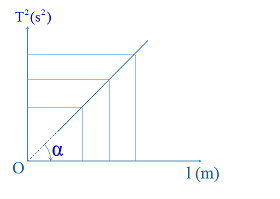 T²(s²)
α
O
l (m)